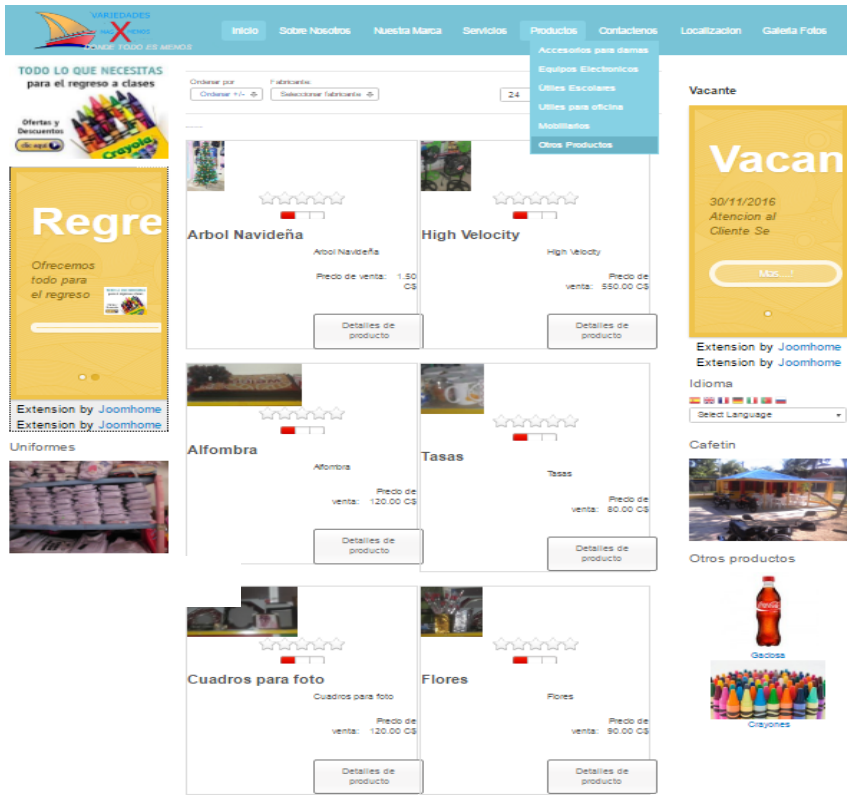 VARIEDADES
MAS X MENOS
DONDE TODO ES MENOS
Inicio
Sobre Nosotros
Nuestra Marca
Servicios
Productos
Contactenos
Localizacion
Galeria Fotos
Accesorios para damas
Equipos Electronicos
Útiles Escolares
Utiles para oficina
Mobiliarios
Otros Productos
TODO LO QUE NECESITAS
para el regreso a clases
Ofertas y
Descuentos
clic aquí
Crayola
Regre
Ofrecemos
todo para
el regreso
Extension by Joomhome
Extension by Joomhome
Uniformes
Ordenar por
Ordenar +/-
Fabricante:
Seleccionar fabricante
24
Arbol Navideña
Arbol Navideña
Precio de venta: 1.50
C$
Detalles de
producto
High Velocity
High Velocity
Precio de
venta: 550.00 C$
Detalles de
producto
Alfombra
Alfombra
Precio de
venta: 120.00 C$
Detalles de
producto
Tasas
Tasas
Precio de
venta: 80.00 C$
Detalles de
producto
Cuadros para foto
Cuadros para foto
Precio de
venta: 120.00 C$
Detalles de
producto
Flores
Flores
Precio de
venta: 90.00 C$
Detalles de
producto
Vacante
Vacan
30/11/2016
Atencion al
Cliente Se
Mas....!
Extension by Joomhome
Extension by Joomhome
Idioma
Select Language
Cafetin
Otros productos
Coca-Cola
Gadosa
Crayones